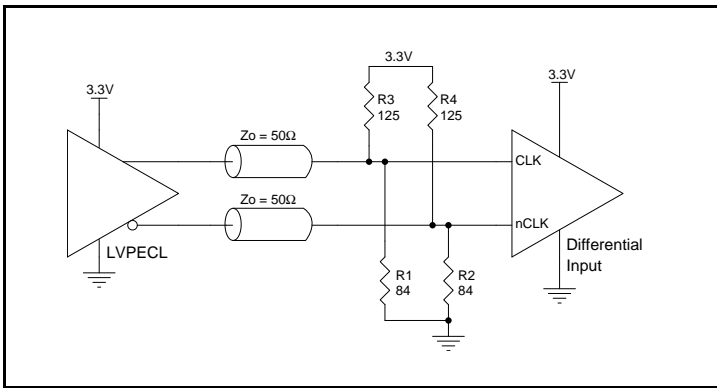 3.3V
3.3V
3.3V
R3
125
R4
125
Zo = 50Ω
CLK
Zo = 50Ω
nCLK
LVPECL
Differential
Input
R1
84
R2
84